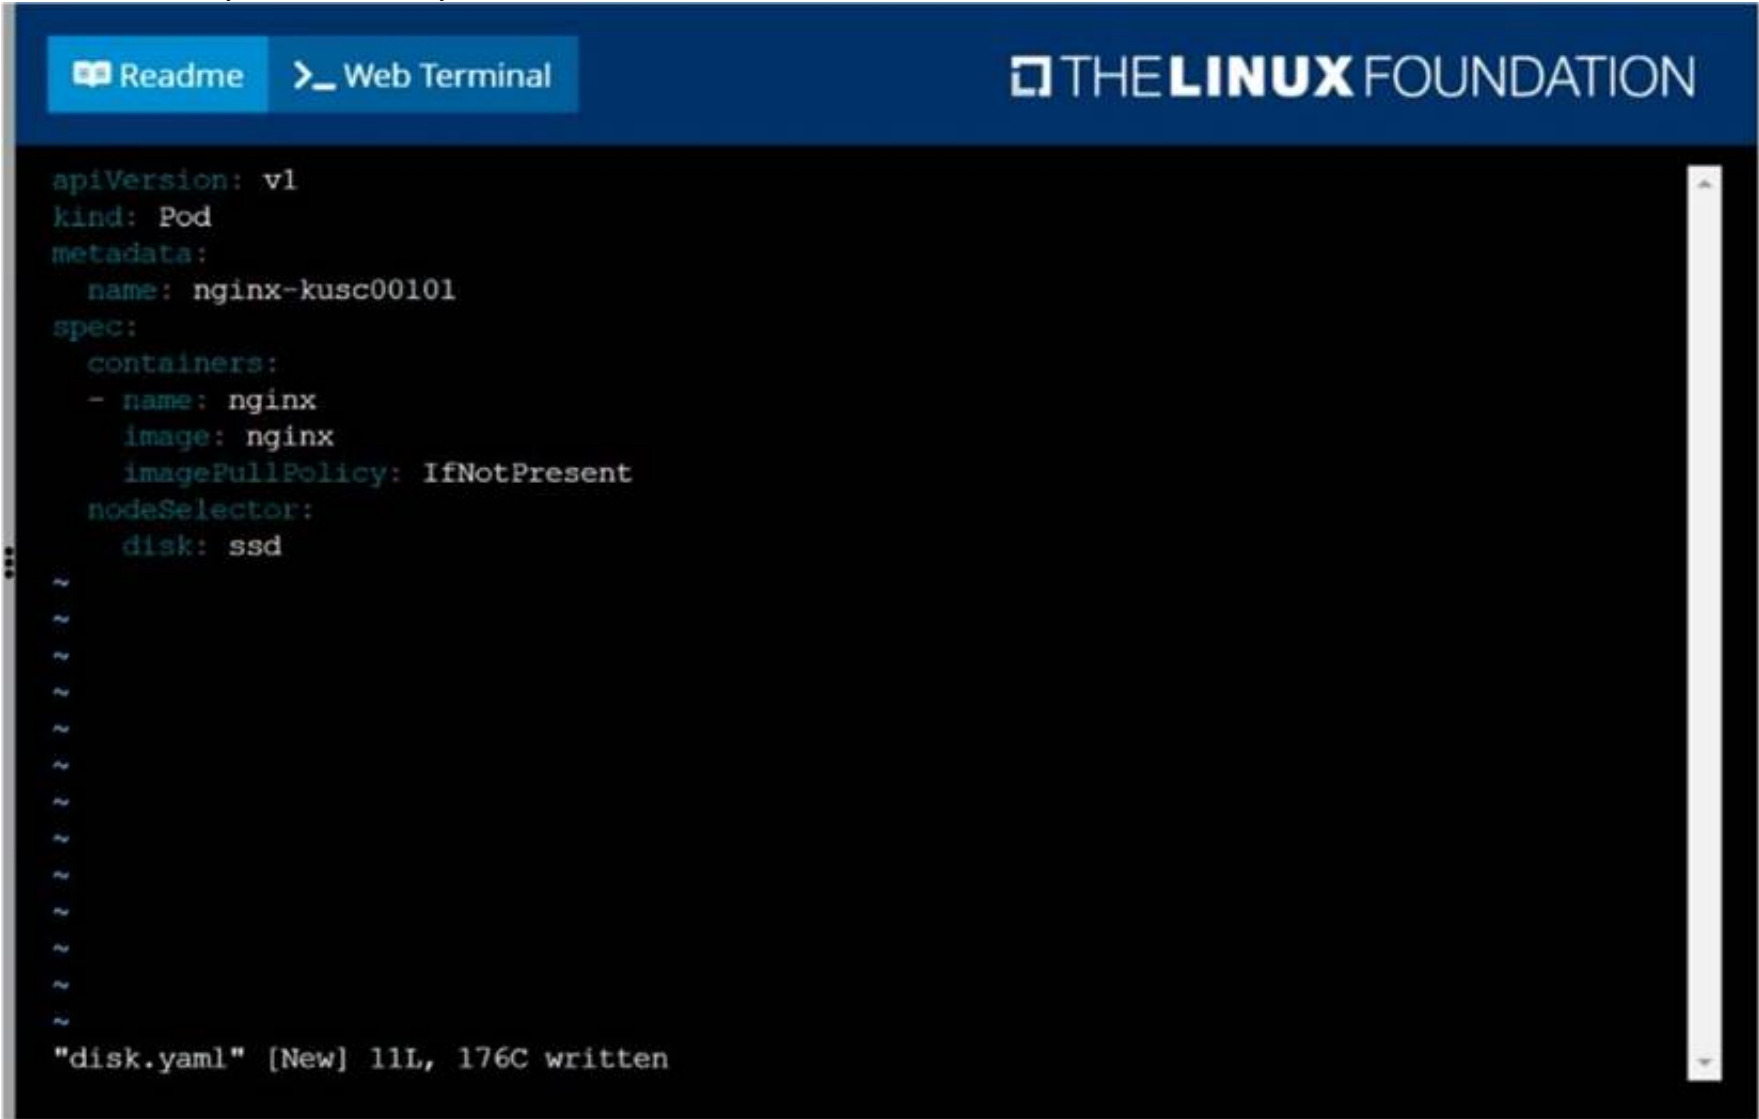 Readme
>_ Web Terminal
THE LINUX FOUNDATION
apiVersion: v1
kind: Pod
metadata:
  name: nginx-kusc00101
spec:
  containers:
  - name: nginx
    image: nginx
    imagePullPolicy: IfNotPresent
  nodeSelector:
    disk: ssd
~
~
~
~
~
~
~
~
~
~
~
~
~
"disk.yaml" [New] 11L, 176C written